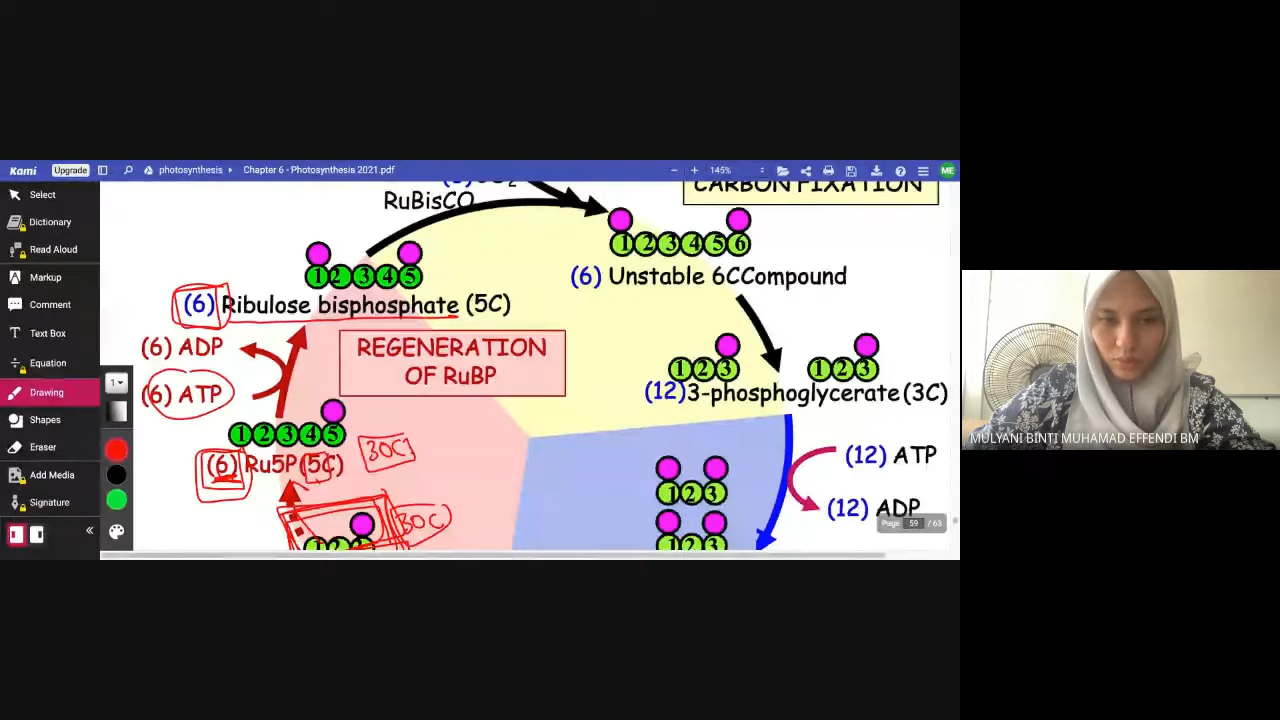 Kami
Upgrade
photosynthesis
Chapter 6 - Photosynthesis 2021.pdf
145%
ME
Select
Dictionary
Read Aloud
Markup
Comment
Text Box
Equation
Drawing
Shapes
Eraser
Add Media
Signature
1
CARBON FIXATION
RuBisCO
1 2 3 4 5 6
(6) Unstable 6CCompound
1 2 3 4 5
(6) Ribulose bisphosphate (5C)
(6) ADP
REGENERATION
OF RuBP
1 2 3 1 2 3
(12)3-phosphoglycerate (3C)
(6) ATP
1 2 3 4 5
30C
(6) Ru5P (5C)
(12) ATP
1 2 3
(12) ADP
30C
1 2 3
Page 59 / 63
MULYANI BINTI MUHAMAD EFFENDI BM